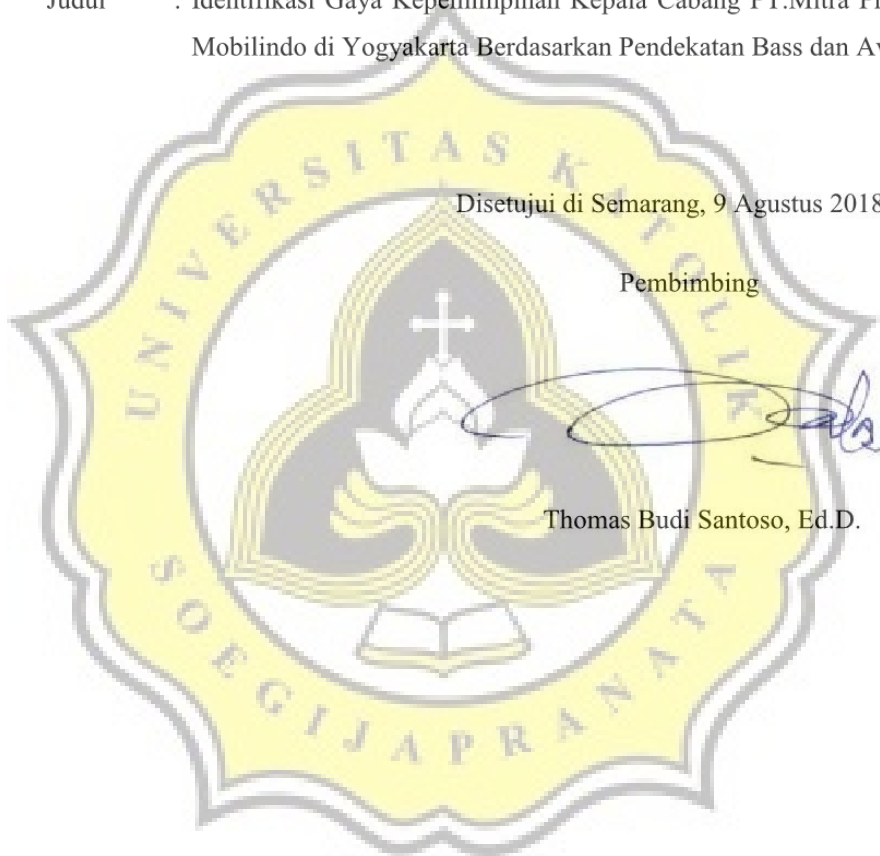 Judul : Identifikasi Gaya Kepemimpinan Kepala Cabang PT.Mitra
Mobilindo di Yogyakarta Berdasarkan Pendekatan Bass dan
Disetujui di Semarang, 9 Agustus 2018
Pembimbing
Thomas Budi Santoso, Ed.D.
UNIVERSITAS KATOLIK
SOEGIJAPRANATA